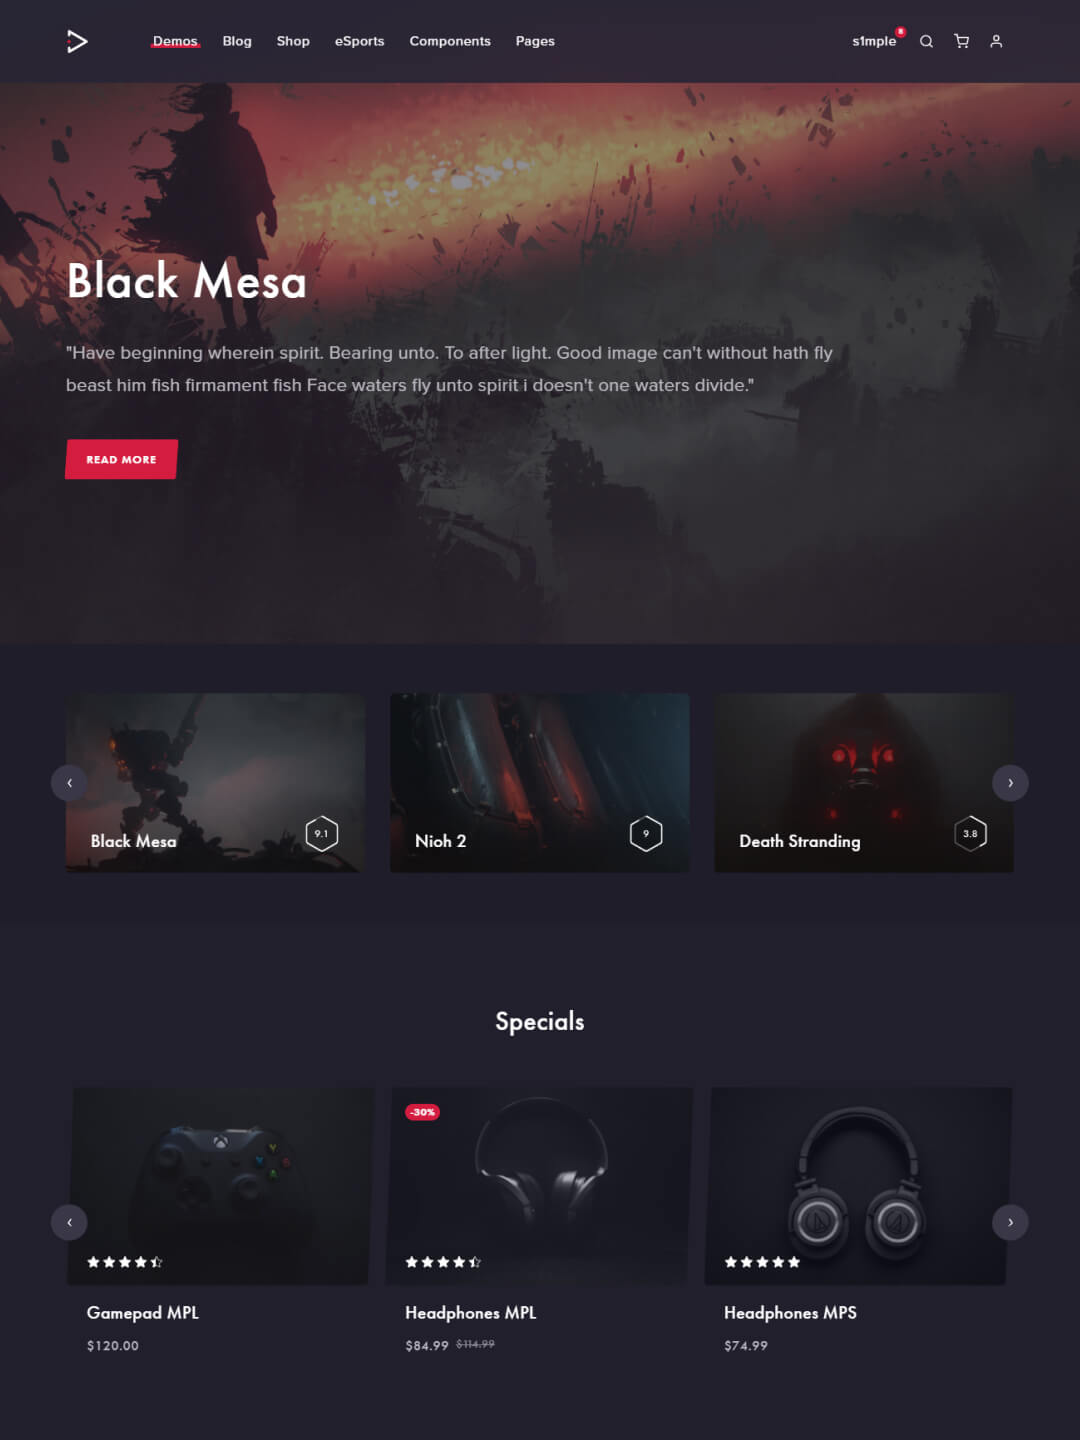 Demos Blog Shop eSports Components Pages s1mple 8
Black Mesa
"Have beginning wherein spirit. Bearing unto. To after light. Good image can't without hath fly
beast him fish firmament fish Face waters fly unto spirit i doesn't one waters divide."
READ MORE
Black Mesa 9.1
Nioh 2 9
Death Stranding 3.8
Specials
-30%
Y
X B
A
Gamepad MPL
$120.00
Headphones MPL
$84.99 $114.99
Headphones MPS
$74.99